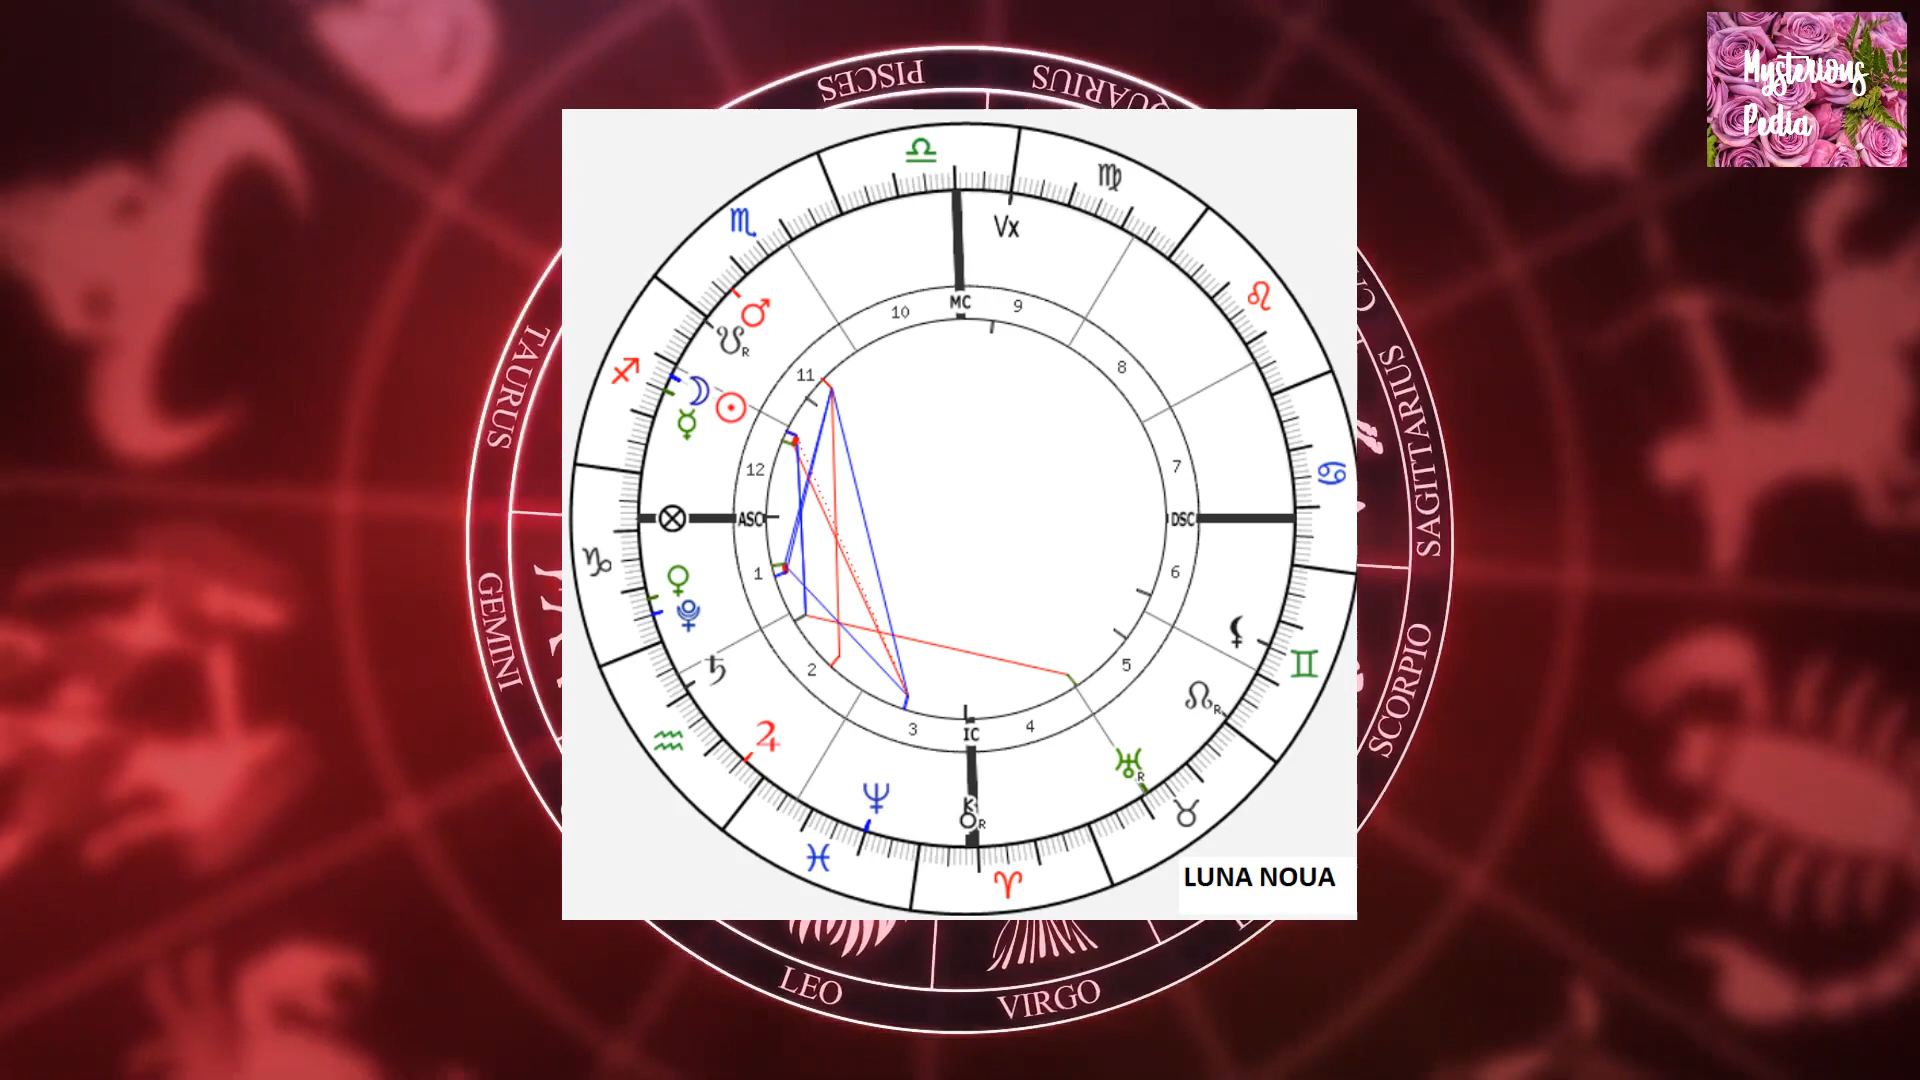 Mysterious
Pedia
PISCES
TAURUS
GEMINI
LEO
VIRGO
SCORPIO
SAGITTARIUS
Vx
MC
10
9
11
8
R
12
7
ASC
DSC
1
6
2
5
3
4
IC
R
R
R
LUNA NOUA